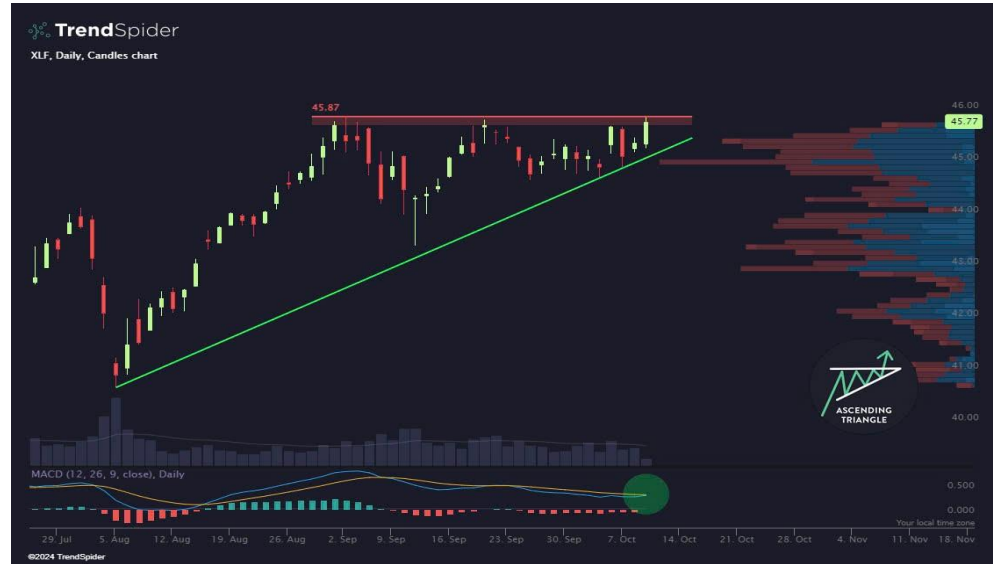 TrendSpider
XLF, Daily, Candles chart
45.87
46.00
45.77
45.00
44.00
43.00
42.00
41.00
40.00
ASCENDING
TRIANGLE
MACD (12, 26, 9, close), Daily
0.500
0.000
Your local time zone
29. Jul 5. Aug 12. Aug 19. Aug 26. Aug 2. Sep 9. Sep 16. Sep 23. Sep 30. Sep 7. Oct 14. Oct 21. Oct 28. Oct 4. Nov 11. Nov 18. Nov
©2024 TrendSpider